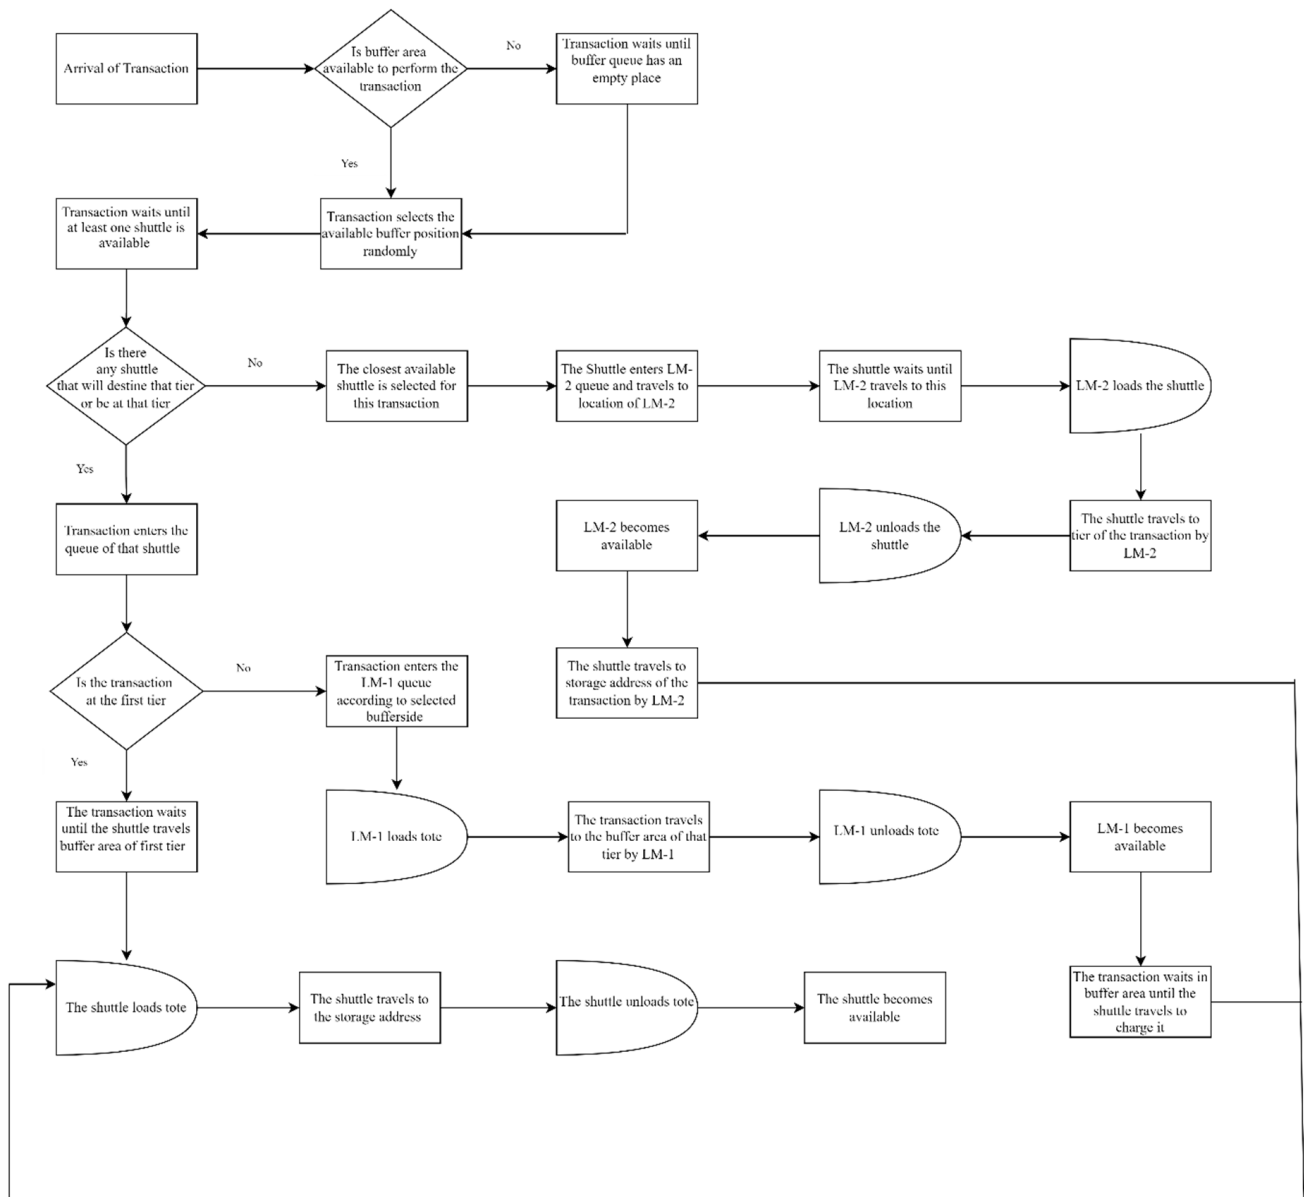 Arrival of Transaction
Is buffer area
available to perform the
transaction
No
Transaction waits until
buffer queue has an
empty place
Yes
Transaction waits until
at least one shuttle is
available
Transaction selects the
available buffer position
randomly
Is there
any shuttle
that will destine that tier
or be at that tier
No
The closest available
shuttle is selected for
this transaction
The Shuttle enters LM-
2 queue and travels to
location of LM-2
The shuttle waits until
LM-2 travels to this
location
LM-2 loads the shuttle
Yes
Transaction enters the
queue of that shuttle
LM-2 becomes
available
LM-2 unloads the
shuttle
The shuttle travels to
tier of the transaction by
LM-2
Is the transaction
at the first tier
No
Transaction enters the
LM-1 queue
according to selected
bufferside
The shuttle travels to
storage address of the
transaction by LM-2
Yes
The transaction waits
until the shuttle travels
buffer area of first tier
LM-1 loads tote
The transaction travels
to the buffer area of that
tier by LM-1
LM-1 unloads tote
LM-1 becomes
available
The shuttle loads tote
The shuttle travels to
the storage address
The shuttle unloads tote
The shuttle becomes
available
The transaction waits in
buffer area until the
shuttle travels to
charge it